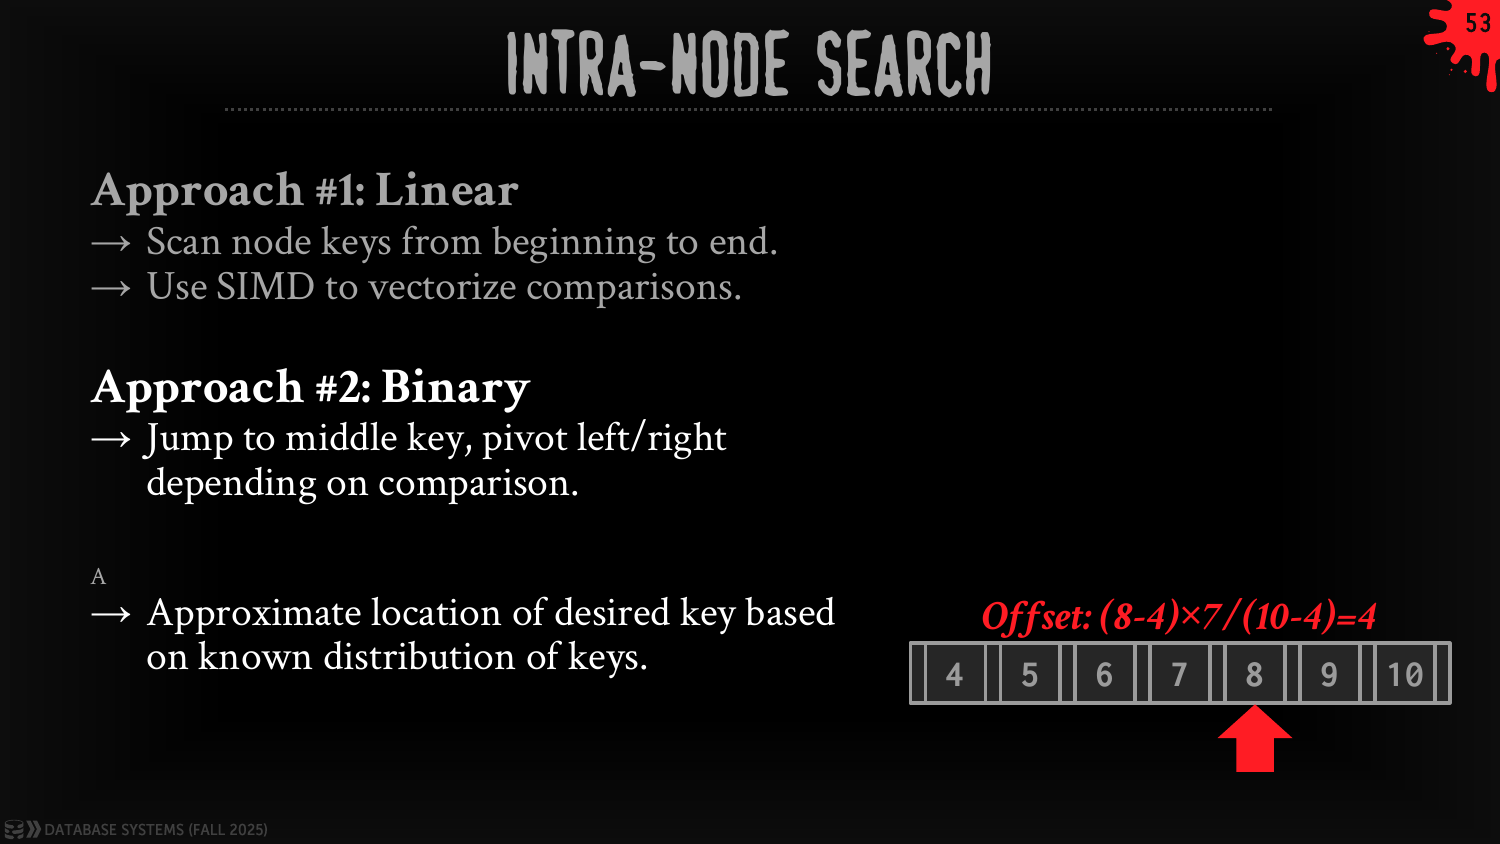 53
INTRA-NODE SEARCH
Approach #1: Linear
→ Scan node keys from beginning to end.
→ Use SIMD to vectorize comparisons.
Approach #2: Binary
→ Jump to middle key, pivot left/right
depending on comparison.
A
→ Approximate location of desired key based
on known distribution of keys.
Offset: (8-4)×7/(10-4)=4
4 5 6 7 8 9 10
DATABASE SYSTEMS (FALL 2025)